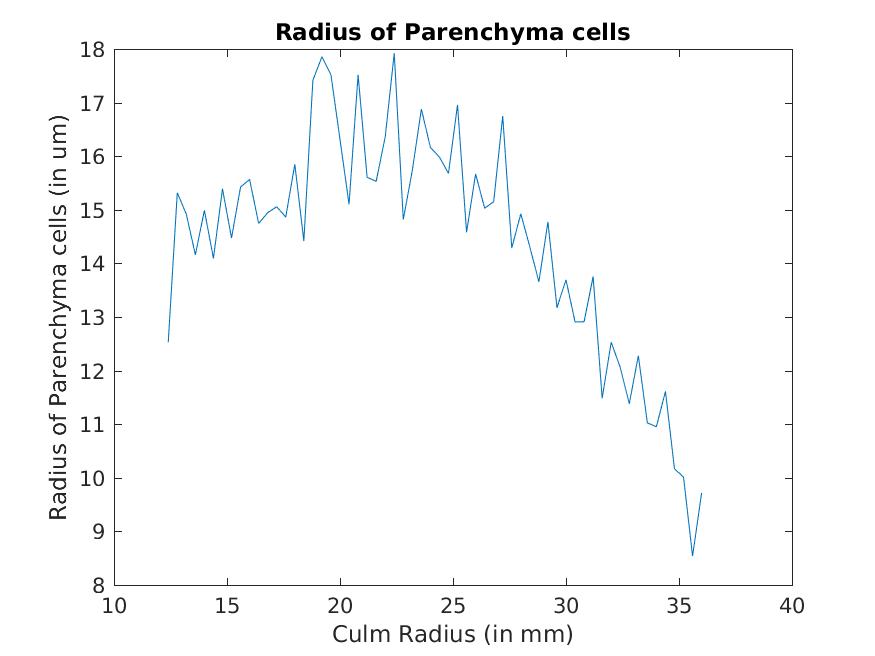 Radius of Parenchyma cells
Radius of Parenchyma cells (in um)
18
17
16
15
14
13
12
11
10
9
8
10 15 20 25 30 35 40
Culm Radius (in mm)